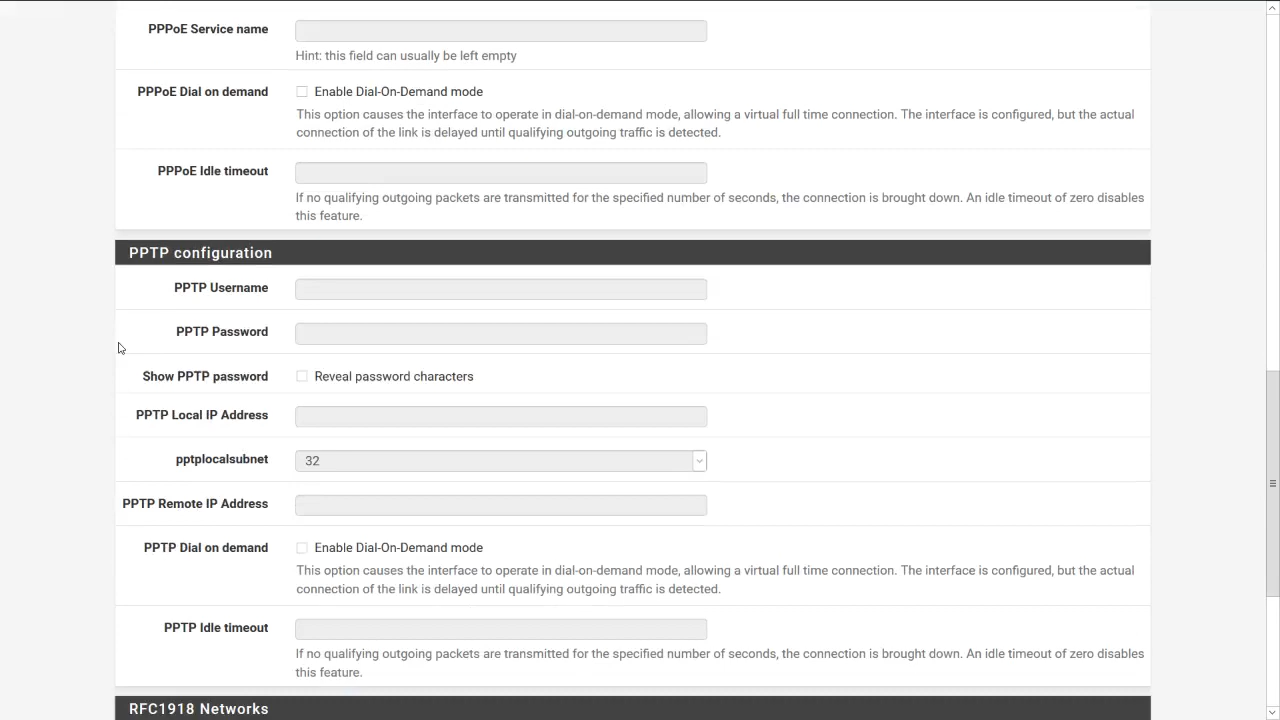 PPPoE Service name
Hint: this field can usually be left empty
PPPoE Dial on demand
Enable Dial-On-Demand mode
This option causes the interface to operate in dial-on-demand mode, allowing a virtual full time connection. The interface is configured, but the actual
connection of the link is delayed until qualifying outgoing traffic is detected.
PPPoE Idle timeout
If no qualifying outgoing packets are transmitted for the specified number of seconds, the connection is brought down. An idle timeout of zero disables
this feature.
PPTP configuration
PPTP Username
PPTP Password
Show PPTP password
Reveal password characters
PPTP Local IP Address
pptplocalsubnet
32
PPTP Remote IP Address
PPTP Dial on demand
Enable Dial-On-Demand mode
This option causes the interface to operate in dial-on-demand mode, allowing a virtual full time connection. The interface is configured, but the actual
connection of the link is delayed until qualifying outgoing traffic is detected.
PPTP Idle timeout
If no qualifying outgoing packets are transmitted for the specified number of seconds, the connection is brought down. An idle timeout of zero disables
this feature.
RFC1918 Networks